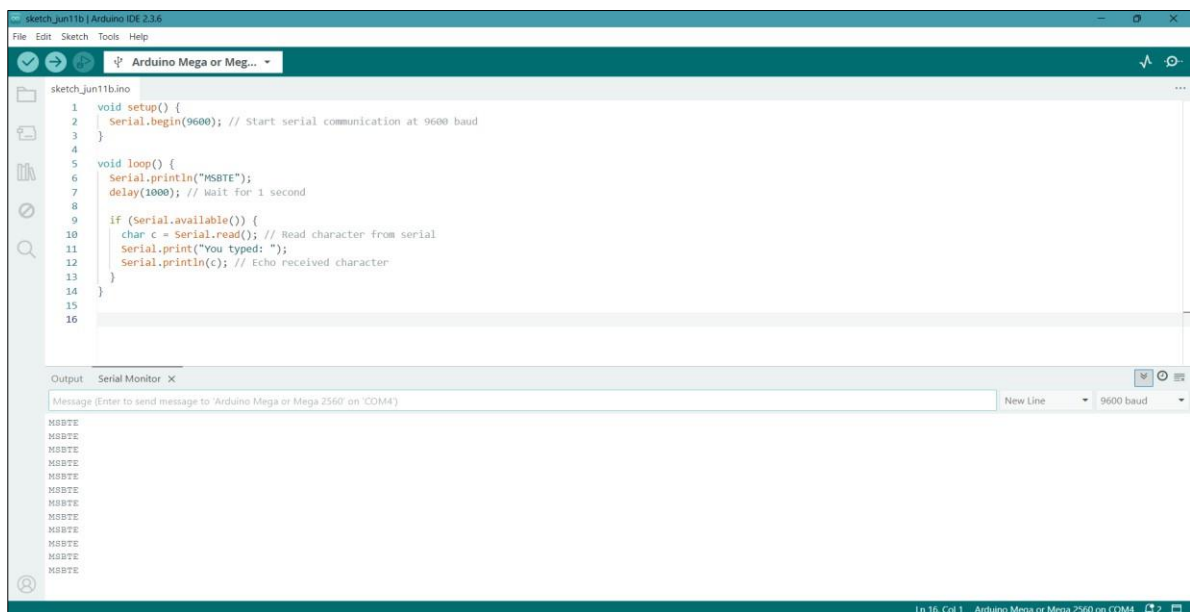 sketch_jun11b | Arduino IDE 2.3.6
File Edit Sketch Tools Help
Arduino Mega or Meg...
sketch_jun11b.ino
1 void setup() {
2 Serial.begin(9600); // Start serial communication at 9600 baud
3 }
4
5 void loop() {
6 Serial.println("MSBTE");
7 delay(1000); // Wait for 1 second
8
9 if (Serial.available()) {
10 char c = Serial.read(); // Read character from serial
11 Serial.print("You typed: ");
12 Serial.println(c); // Echo received character
13 }
14 }
15
16
Output Serial Monitor X
Message (Enter to send message to 'Arduino Mega or Mega 2560' on 'COM4') New Line 9600 baud
MSBTE
MSBTE
MSBTE
MSBTE
MSBTE
MSBTE
MSBTE
MSBTE
MSBTE
MSBTE
MSBTE
MSBTE
Ln 16, Col 1 Arduino Mega or Mega 2560 on COM4 2